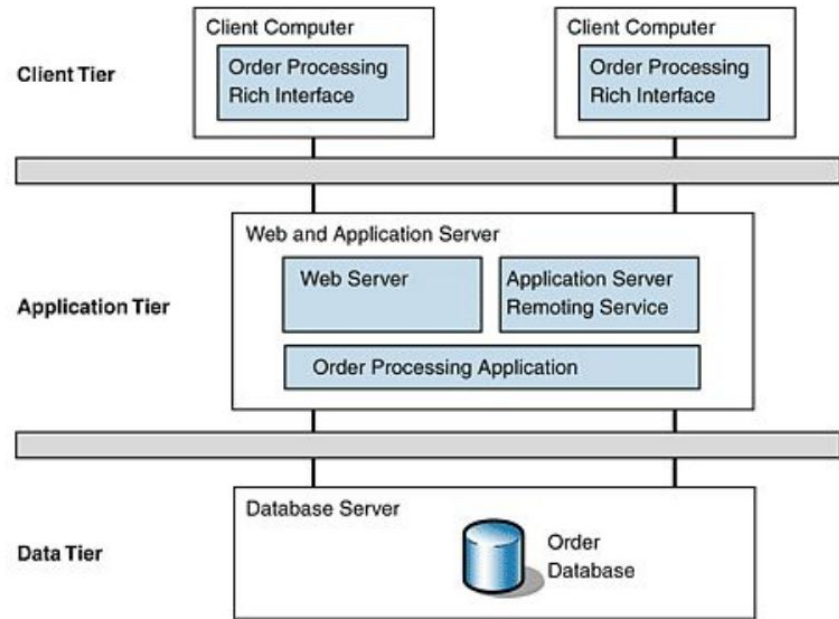 Client Computer
Client Computer
Client Tier
Order Processing
Rich Interface
Order Processing
Rich Interface
Web and Application Server
Web Server
Application Server
Remoting Service
Application Tier
Order Processing Application
Database Server
Data Tier
Order
Database